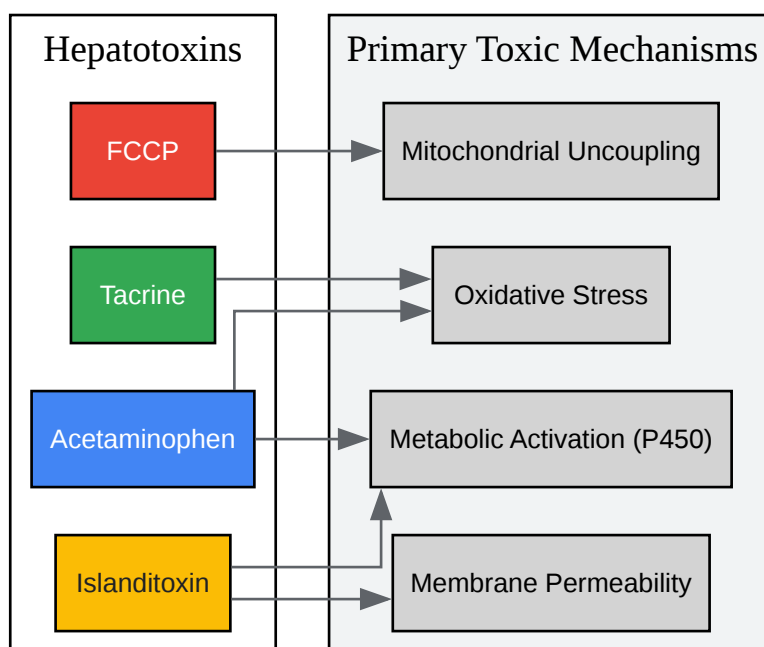 Hepatotoxins
Primary Toxic Mechanisms
FCCP
Mitochondrial Uncoupling
Tacrine
Oxidative Stress
Acetaminophen
Metabolic Activation (P450)
Islanditoxin
Membrane Permeability